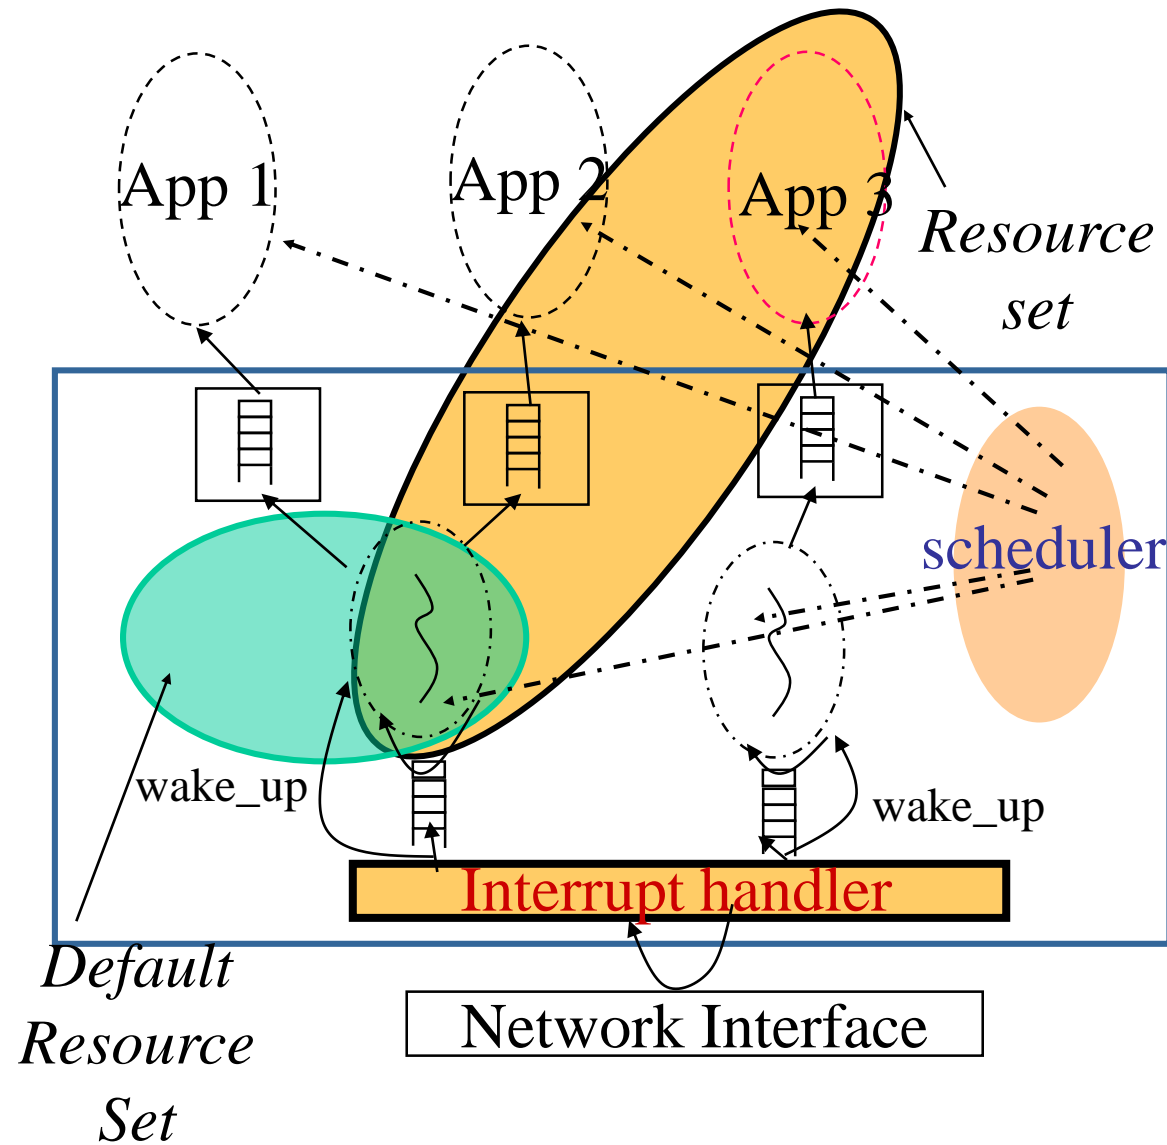 App 1
App 2
App 3
Resource
set
scheduler
wake_up
wake_up
Interrupt handler
Default
Resource
Set
Network Interface